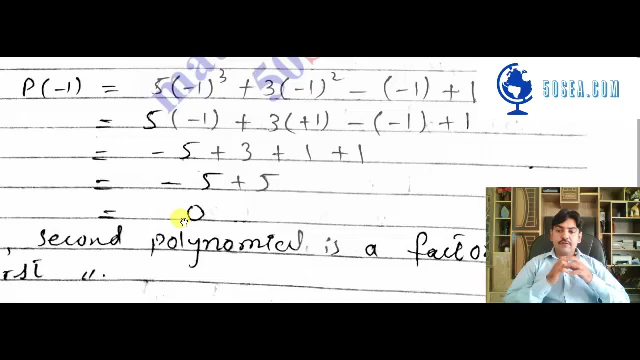 P(-1) = 5(-1)³ + 3(-1)² - (-1) + 1
= 5(-1) + 3(+1) - (-1) + 1
= - 5 + 3 + 1 + 1
= - 5 + 5
= 0
, second polynomial is a facto
rst ".
50SEA.COM